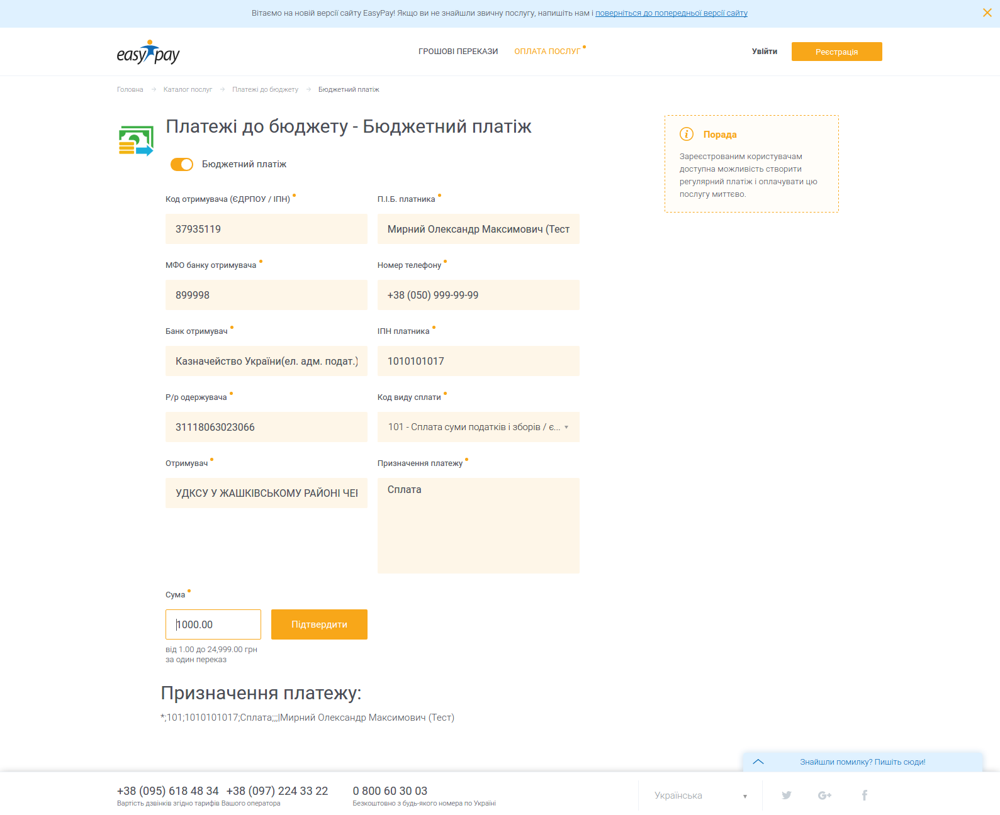 Вітаємо на новій версії сайту EasyPay! Якщо ви не знайшли звичну послугу, напишіть нам і поверніться до попередньої версії сайту
easypay
ГРОШОВІ ПЕРЕКАЗИ
ОПЛАТА ПОСЛУГ
Увійти
Реєстрація
Головна
Каталог послуг
Платежі до бюджету
Бюджетний платіж
Платежі до бюджету - Бюджетний платіж
Бюджетний платіж
Порада
Зареєстрованим користувачам
доступна можливість створити
регулярний платіж і оплачувати цю
послугу миттєво.
Код отримувача (ЄДРПОУ / ІПН)
П.І.Б. платника
37935119
Мирний Олександр Максимович (Тест
МФО банку отримувача
Номер телефону
899998
+38 (050) 999-99-99
Банк отримувач
ІПН платника
Казначейство України(ел. адм. подат.)
1010101017
Р/р одержувача
Код виду сплати
31118063023066
101 - Сплата суми податків і зборів / є...
Отримувач
Призначення платежу
УДКСУ У ЖАШКІВСЬКОМУ РАЙОНІ ЧЕР
Сплата
Сума
1000.00
Підтвердити
від 1.00 до 24,999.00 грн
за один переказ
Призначення платежу:
*;101;1010101017;Сплата;;;|Мирний Олександр Максимович (Тест)
Знайшли помилку? Пишіть сюди!
+38 (095) 618 48 34 +38 (097) 224 33 22
Вартість дзвінків згідно тарифів Вашого оператора
0 800 60 30 03
Безкоштовно з будь-якого номера по Україні
Українська